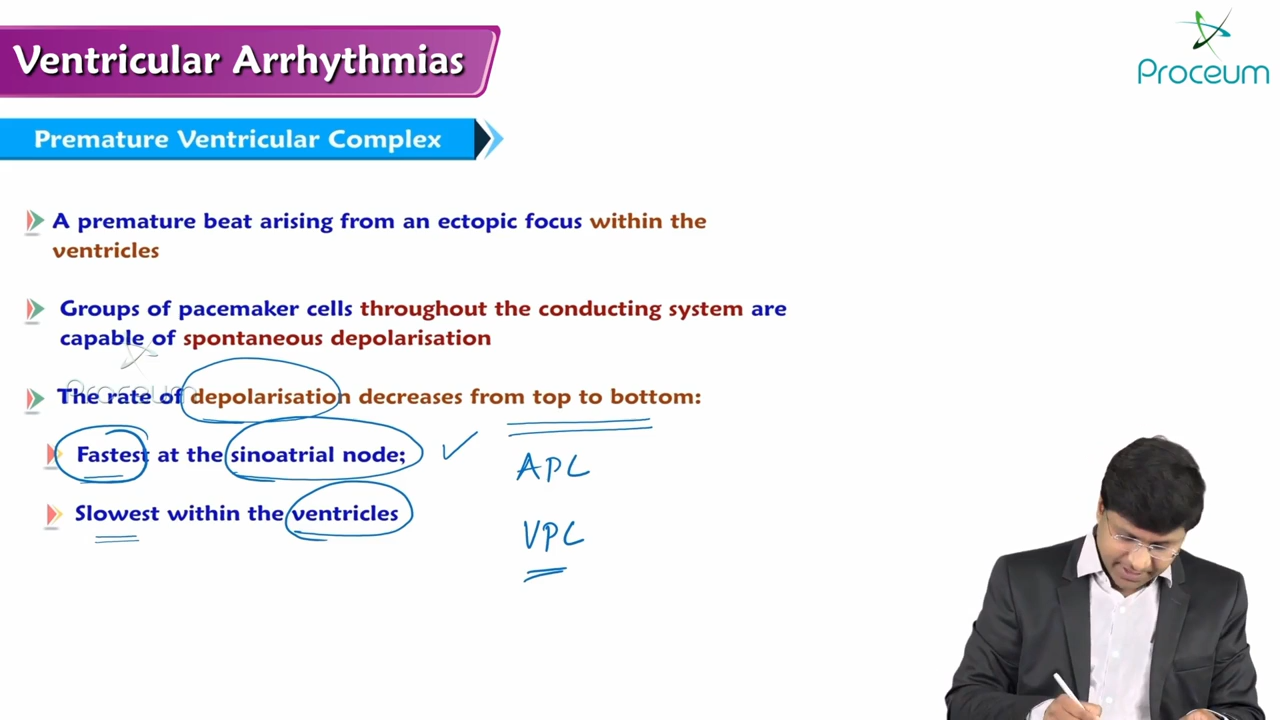 Ventricular Arrhythmias
Proceum
Premature Ventricular Complex
A premature beat arising from an ectopic focus within the
ventricles
Groups of pacemaker cells throughout the conducting system are
capable of spontaneous depolarisation
Proceum
The rate of depolarisation decreases from top to bottom:
Fastest at the sinoatrial node;
APC
Slowest within the ventricles
VPC